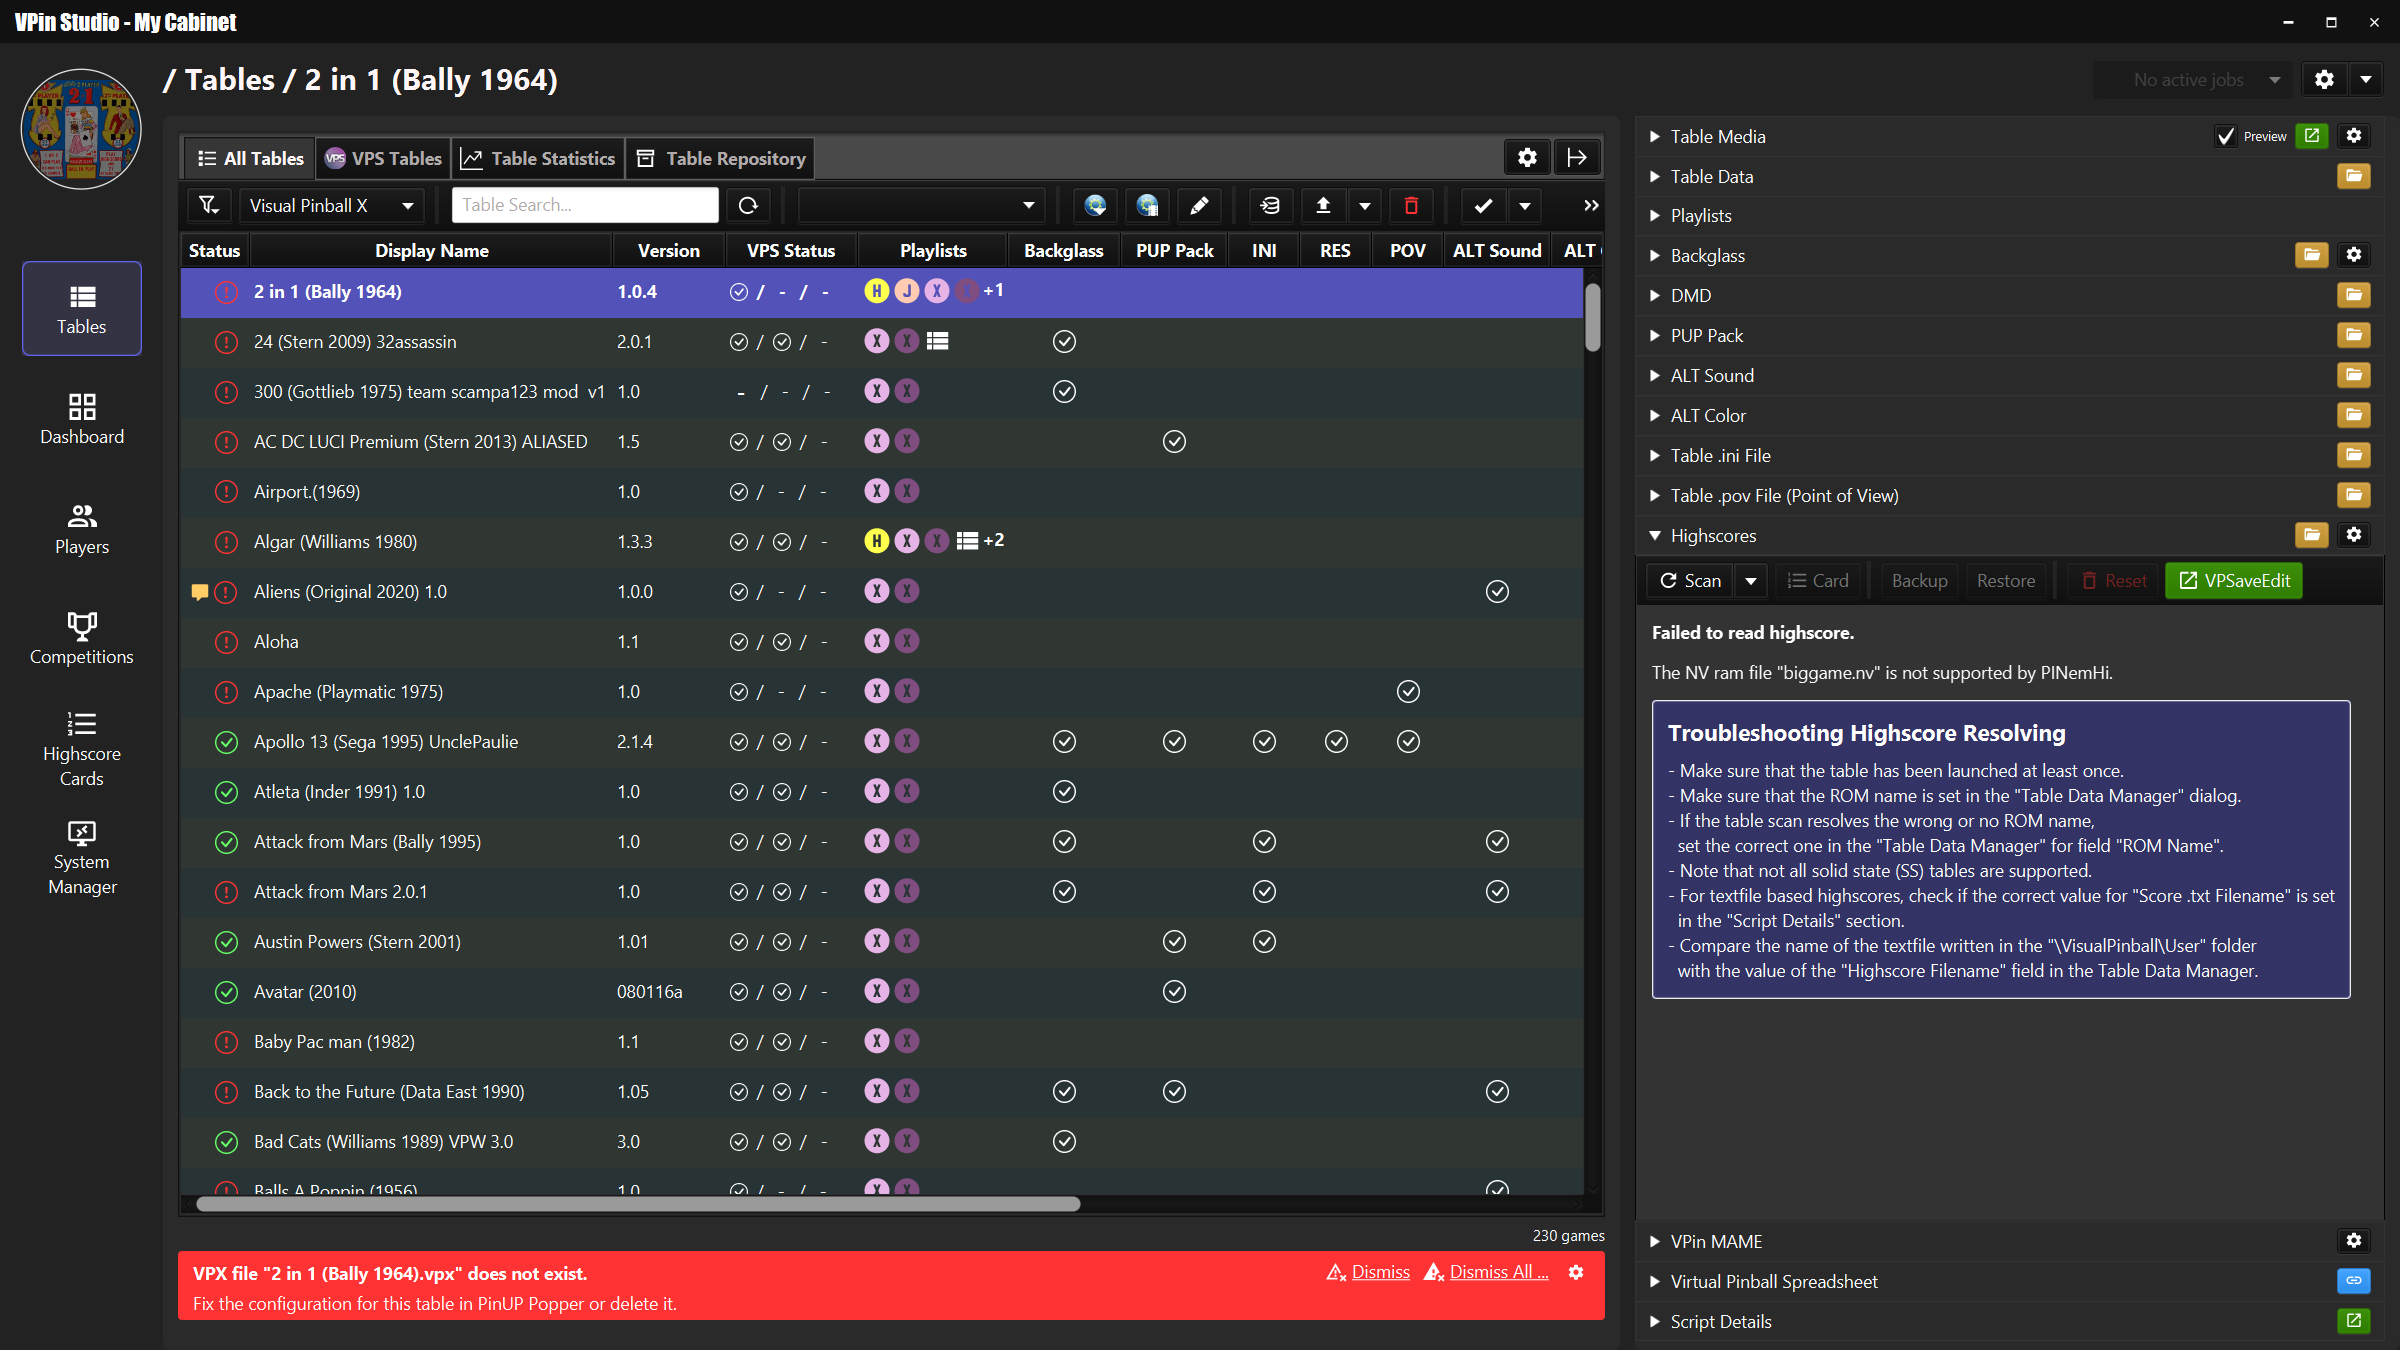 VPin Studio - My Cabinet
/ Tables / 2 in 1 (Bally 1964)
No active jobs
Tables
Dashboard
Players
Competitions
Highscore
Cards
System
Manager
All Tables
VPS VPS Tables
Table Statistics
Table Repository
Visual Pinball X
Table Search...
Status Display Name Version VPS Status Playlists Backglass PUP Pack INI RES POV ALT Sound ALT
2 in 1 (Bally 1964) 1.0.4 / - / - H J X X +1
24 (Stern 2009) 32assassin 2.0.1 / / - X X
300 (Gottlieb 1975) team scampa123 mod v1 1.0 - / - / - X X
AC DC LUCI Premium (Stern 2013) ALIASED 1.5 / / - X X
Airport.(1969) 1.0 / - / - X X
Algar (Williams 1980) 1.3.3 / / - H X X +2
Aliens (Original 2020) 1.0 1.0.0 / - / - X X
Aloha 1.1 / / - X X
Apache (Playmatic 1975) 1.0 / - / - X X
Apollo 13 (Sega 1995) UnclePaulie 2.1.4 / / - X X
Atleta (Inder 1991) 1.0 1.0 / / - X X
Attack from Mars (Bally 1995) 1.0 / / - X X
Attack from Mars 2.0.1 1.0 / / - X X
Austin Powers (Stern 2001) 1.01 / / - X X
Avatar (2010) 080116a / / - X X
Baby Pac man (1982) 1.1 / / - X X
Back to the Future (Data East 1990) 1.05 / / - X X
Bad Cats (Williams 1989) VPW 3.0 3.0 / / - X X
Balls A Poppin (1956) 1.0 / - / - X X
230 games
VPX file "2 in 1 (Bally 1964).vpx" does not exist.
Fix the configuration for this table in PinUP Popper or delete it.
Dismiss
Dismiss All ...
Table Media
Preview
Table Data
Playlists
Backglass
DMD
PUP Pack
ALT Sound
ALT Color
Table .ini File
Table .pov File (Point of View)
Highscores
Scan
Card
Backup
Restore
Reset
VPSaveEdit
Failed to read highscore.
The NV ram file "biggame.nv" is not supported by PINemHi.
Troubleshooting Highscore Resolving
- Make sure that the table has been launched at least once.
- Make sure that the ROM name is set in the "Table Data Manager" dialog.
- If the table scan resolves the wrong or no ROM name,
set the correct one in the "Table Data Manager" for field "ROM Name".
- Note that not all solid state (SS) tables are supported.
- For textfile based highscores, check if the correct value for "Score .txt Filename" is set
in the "Script Details" section.
- Compare the name of the textfile written in the "\VisualPinball\User" folder
with the value of the "Highscore Filename" field in the Table Data Manager.
VPin MAME
Virtual Pinball Spreadsheet
Script Details